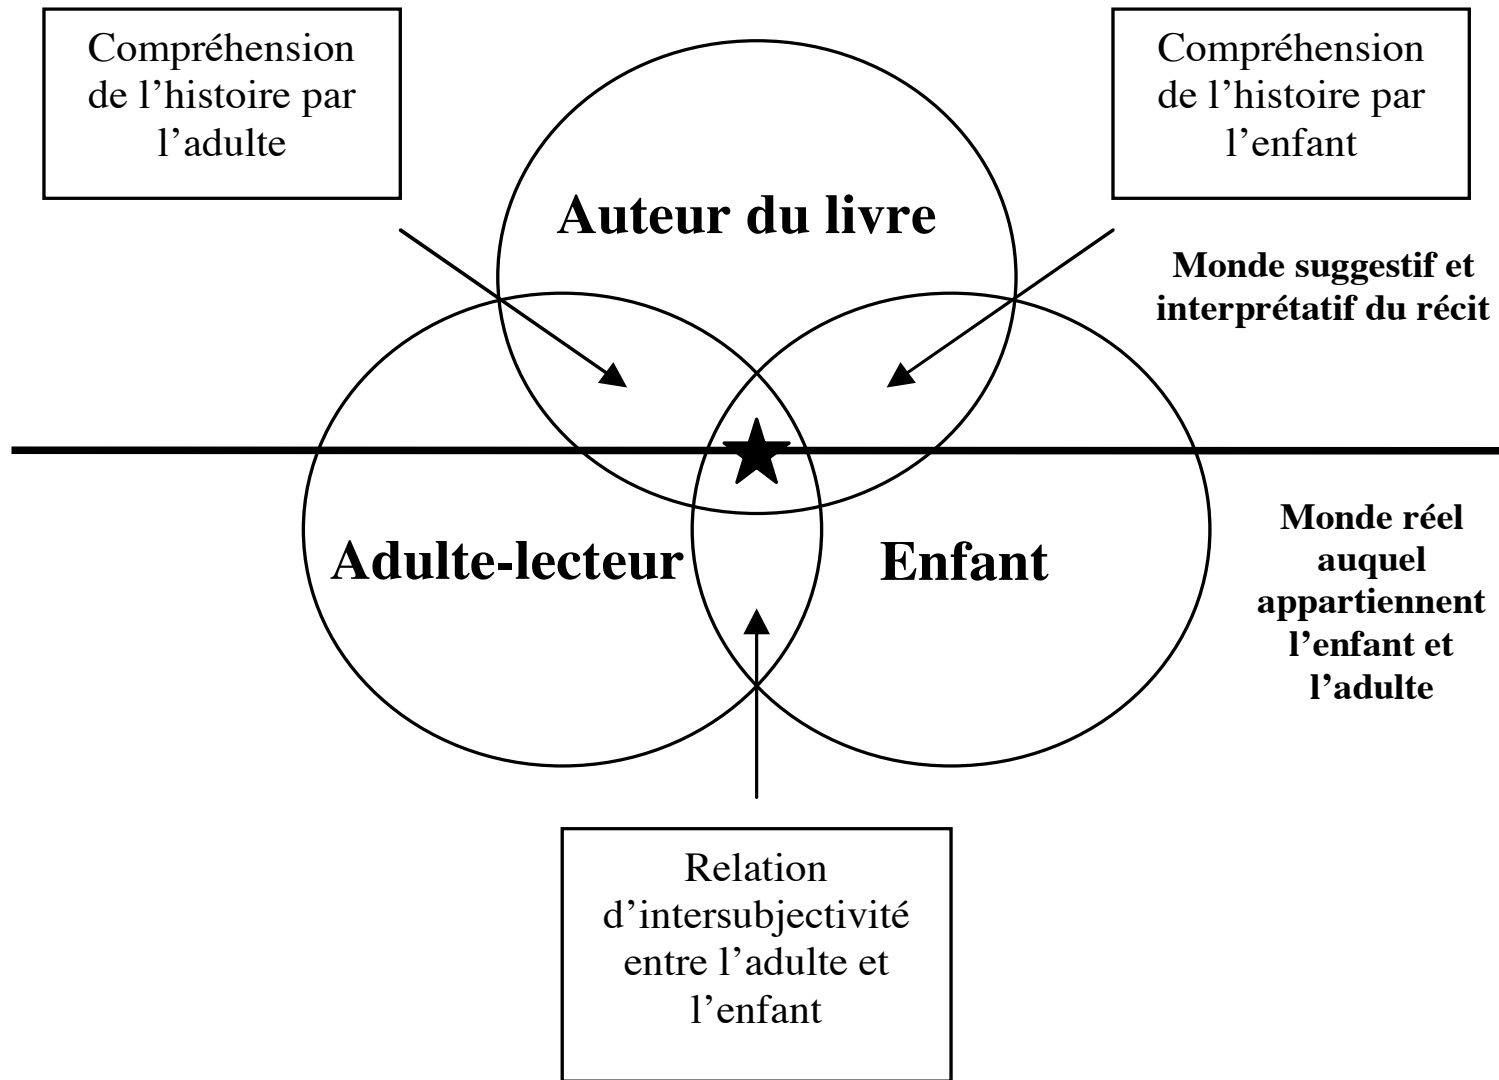 Compréhension
de l’histoire par
l’adulte
Compréhension
de l’histoire par
l’enfant
Auteur du livre
Monde suggestif et
interprétatif du récit
Adulte-lecteur
Enfant
Monde réel
auquel
appartiennent
l’enfant et
l’adulte
Relation
d’intersubjectivité
entre l’adulte et
l’enfant